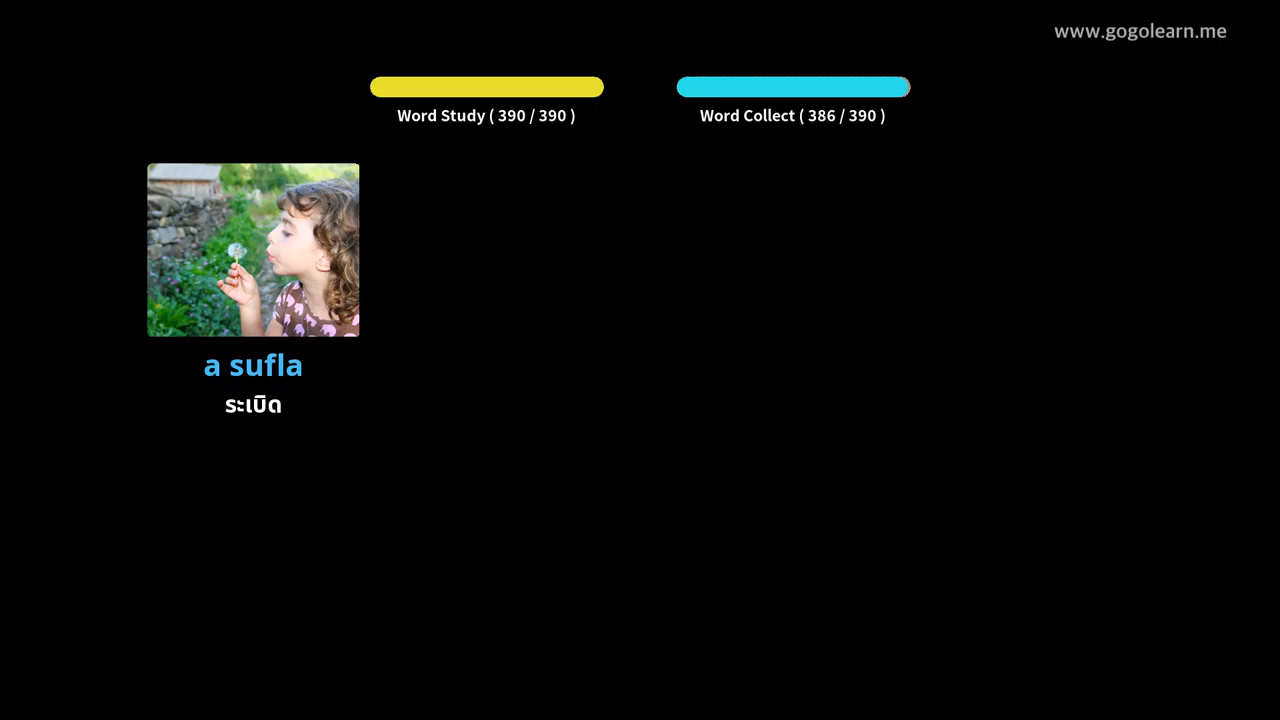 www.gogolearn.me
Word Study ( 390 / 390 )
Word Collect ( 386 / 390 )
a sufla
ระเบิด